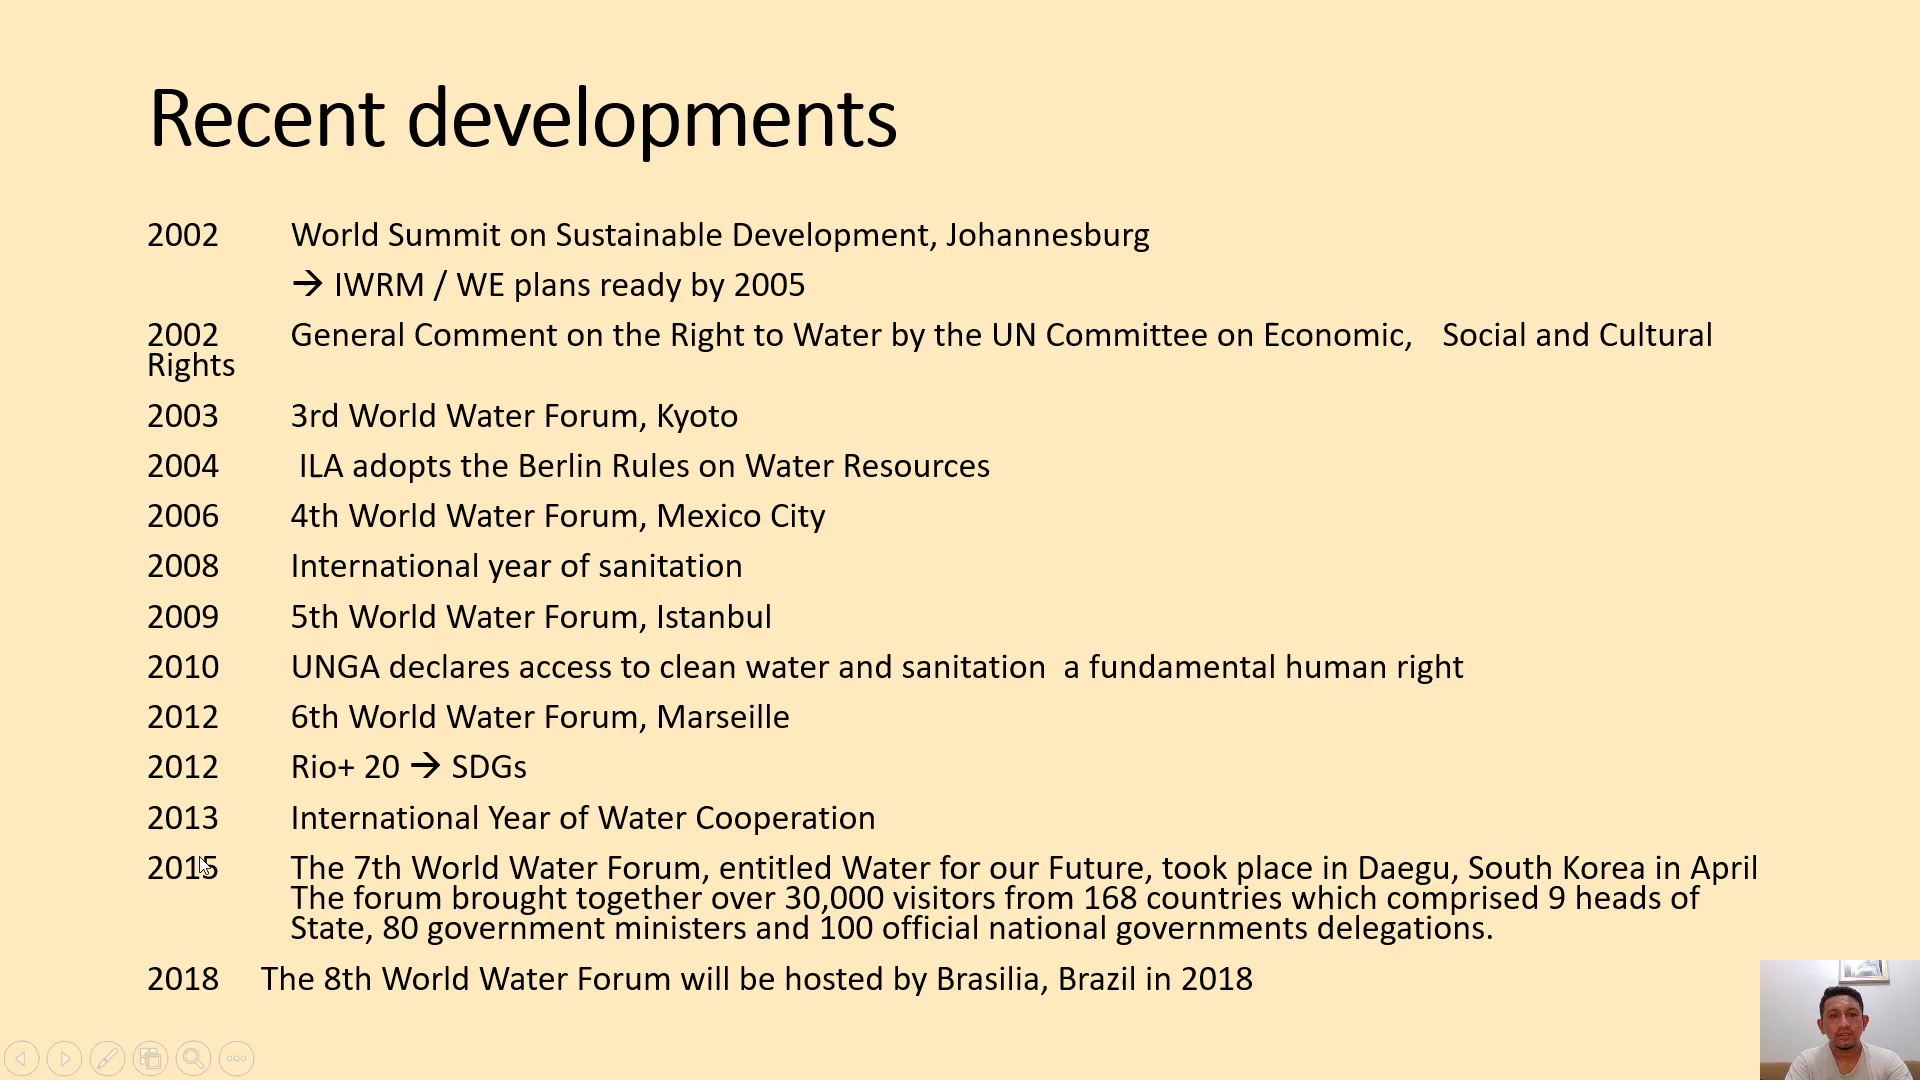 Recent developments
2002 World Summit on Sustainable Development, Johannesburg
→ IWRM / WE plans ready by 2005
2002 General Comment on the Right to Water by the UN Committee on Economic, Social and Cultural
Rights
2003 3rd World Water Forum, Kyoto
2004 ILA adopts the Berlin Rules on Water Resources
2006 4th World Water Forum, Mexico City
2008 International year of sanitation
2009 5th World Water Forum, Istanbul
2010 UNGA declares access to clean water and sanitation a fundamental human right
2012 6th World Water Forum, Marseille
2012 Rio+ 20 → SDGs
2013 International Year of Water Cooperation
2015 The 7th World Water Forum, entitled Water for our Future, took place in Daegu, South Korea in April
The forum brought together over 30,000 visitors from 168 countries which comprised 9 heads of
State, 80 government ministers and 100 official national governments delegations.
2018 The 8th World Water Forum will be hosted by Brasilia, Brazil in 2018